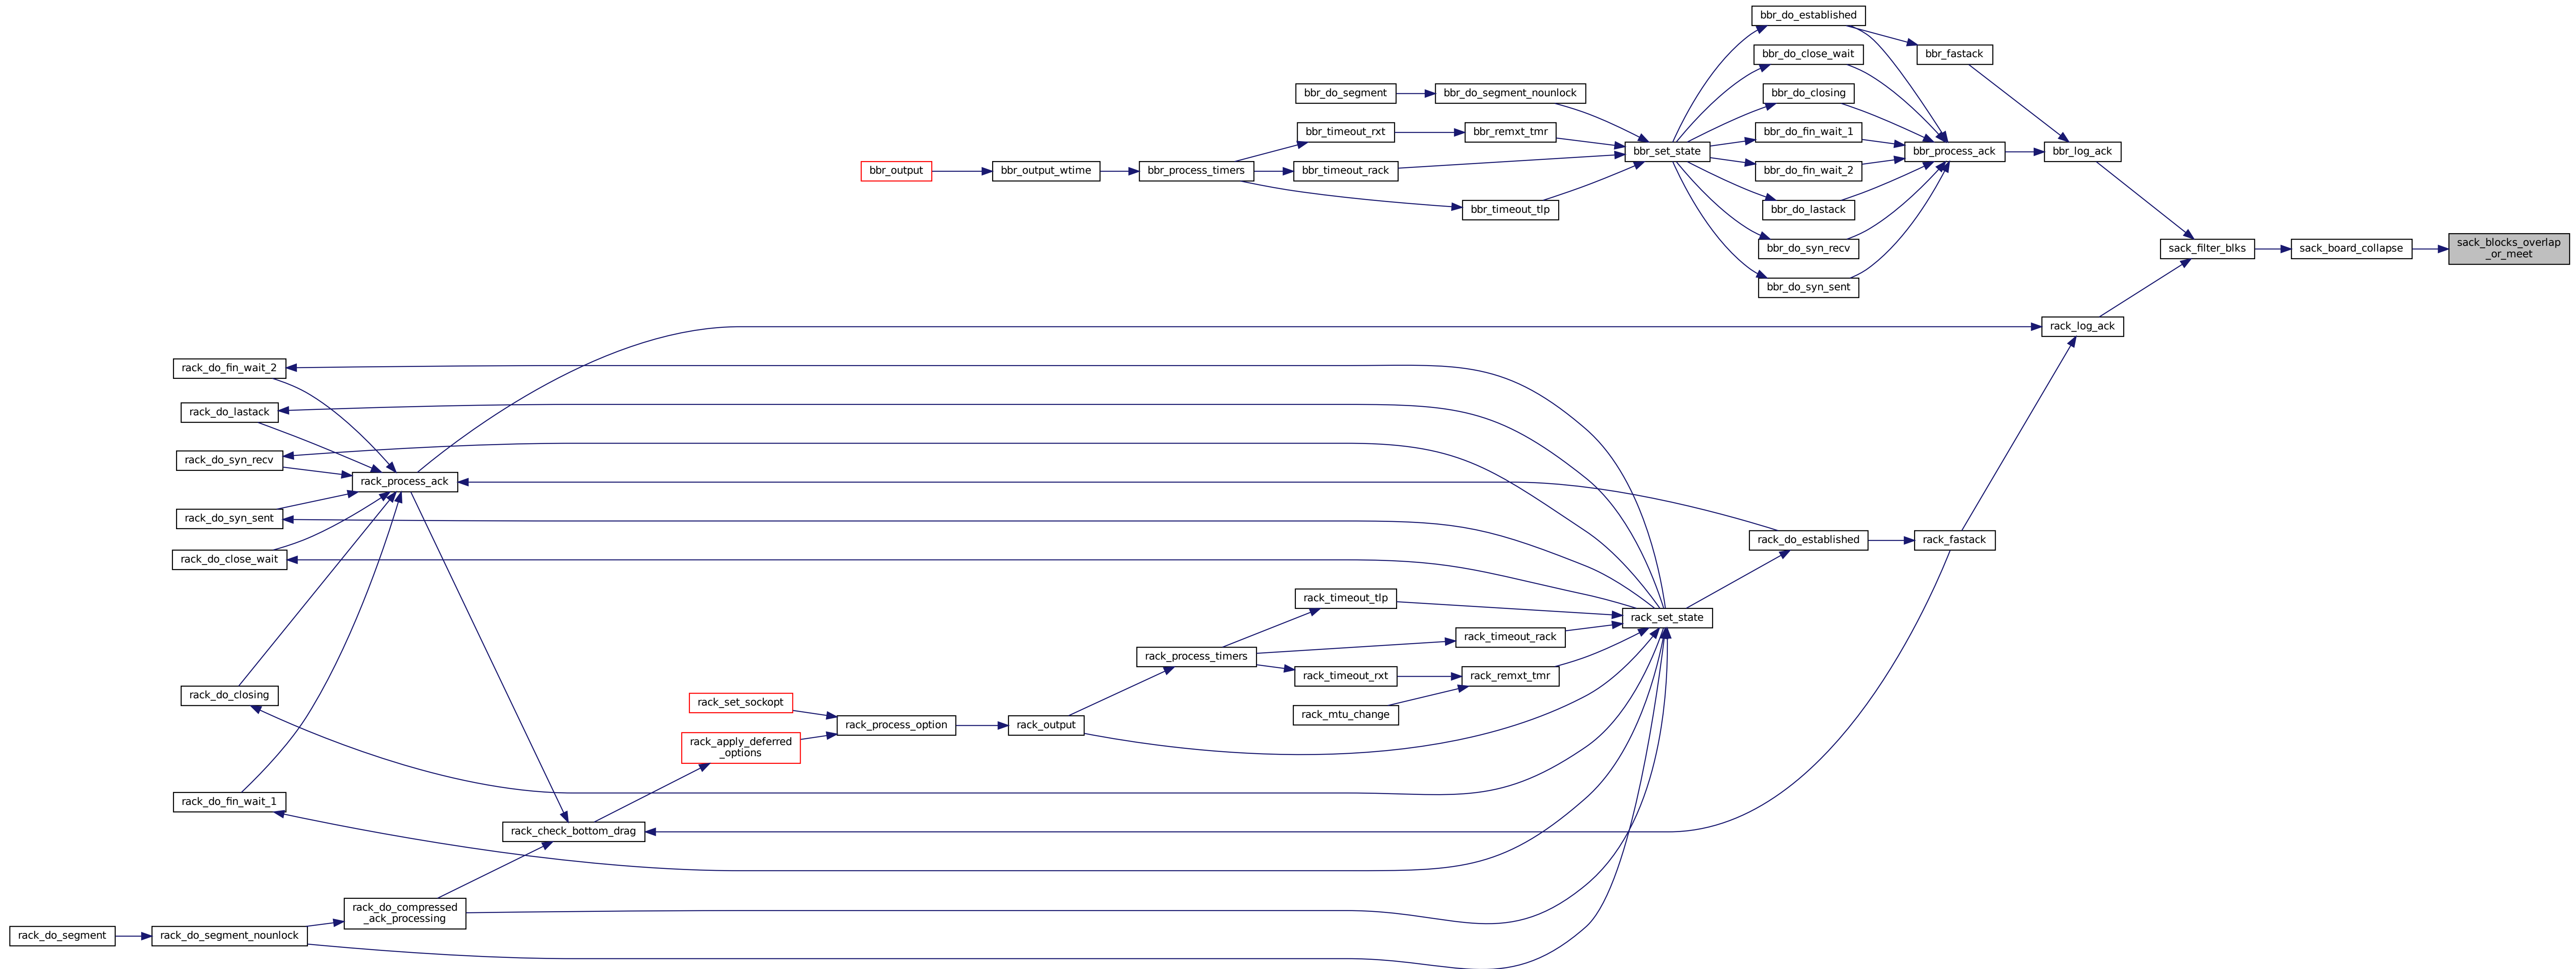 bbr_do_established
bbr_do_close_wait
bbr_fastack
bbr_do_segment
bbr_do_segment_nounlock
bbr_do_closing
bbr_timeout_rxt
bbr_remxt_tmr
bbr_do_fin_wait_1
bbr_set_state
bbr_process_ack
bbr_log_ack
bbr_output
bbr_output_wtime
bbr_process_timers
bbr_timeout_rack
bbr_do_fin_wait_2
bbr_timeout_tlp
bbr_do_lastack
bbr_do_syn_recv
sack_filter_blks
sack_board_collapse
sack_blocks_overlap
_or_meet
bbr_do_syn_sent
rack_log_ack
rack_do_fin_wait_2
rack_do_lastack
rack_do_syn_recv
rack_process_ack
rack_do_syn_sent
rack_do_established
rack_fastack
rack_do_close_wait
rack_timeout_tlp
rack_set_state
rack_timeout_rack
rack_process_timers
rack_timeout_rxt
rack_remxt_tmr
rack_do_closing
rack_set_sockopt
rack_mtu_change
rack_process_option
rack_output
rack_apply_deferred
_options
rack_do_fin_wait_1
rack_check_bottom_drag
rack_do_compressed
_ack_processing
rack_do_segment
rack_do_segment_nounlock